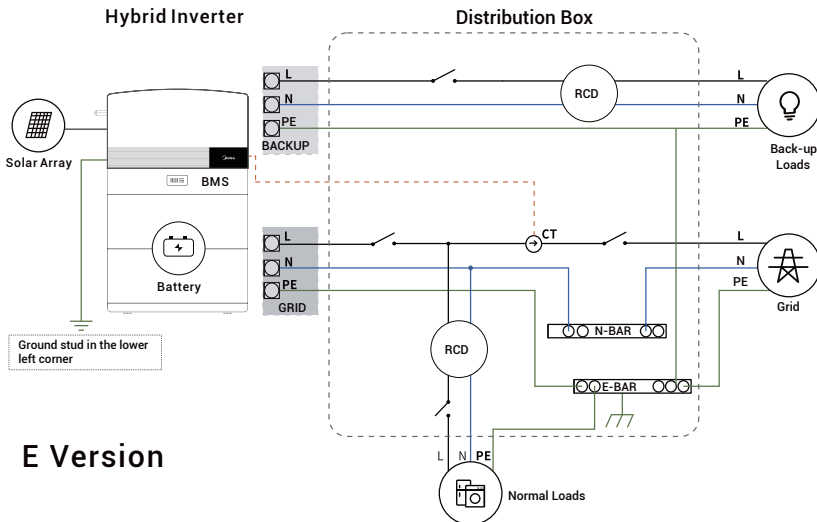 Hybrid Inverter
Distribution Box
L
N
PE
BACKUP
RCD
L
N
PE
Back-up
Loads
Solar Array
BMS
Battery
L
N
PE
GRID
CT
L
N
PE
Grid
N-BAR
RCD
E-BAR
Ground stud in the lower
left corner
E Version
L N PE
Normal Loads